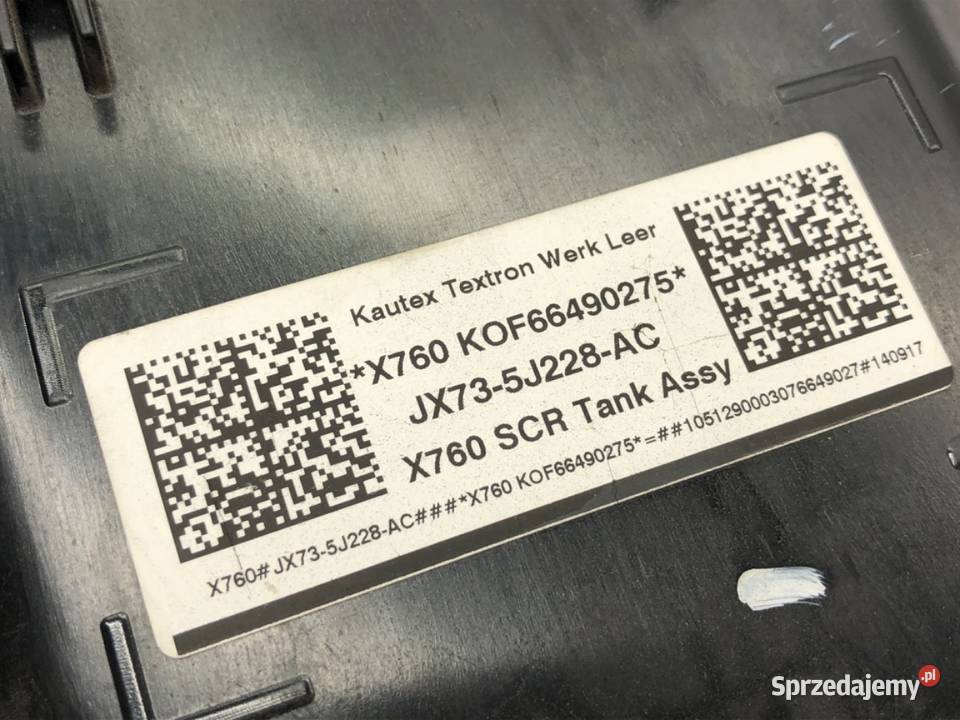 Kautex Textron Werk Leer
*X760 KOF66490275*
JX73-5J228-AC
X760 SCR Tank Assy
X760# JX73-5J228-AC###*X760 KOF66490275*=##1051290003076649027#140917
Sprzedajemy.pl